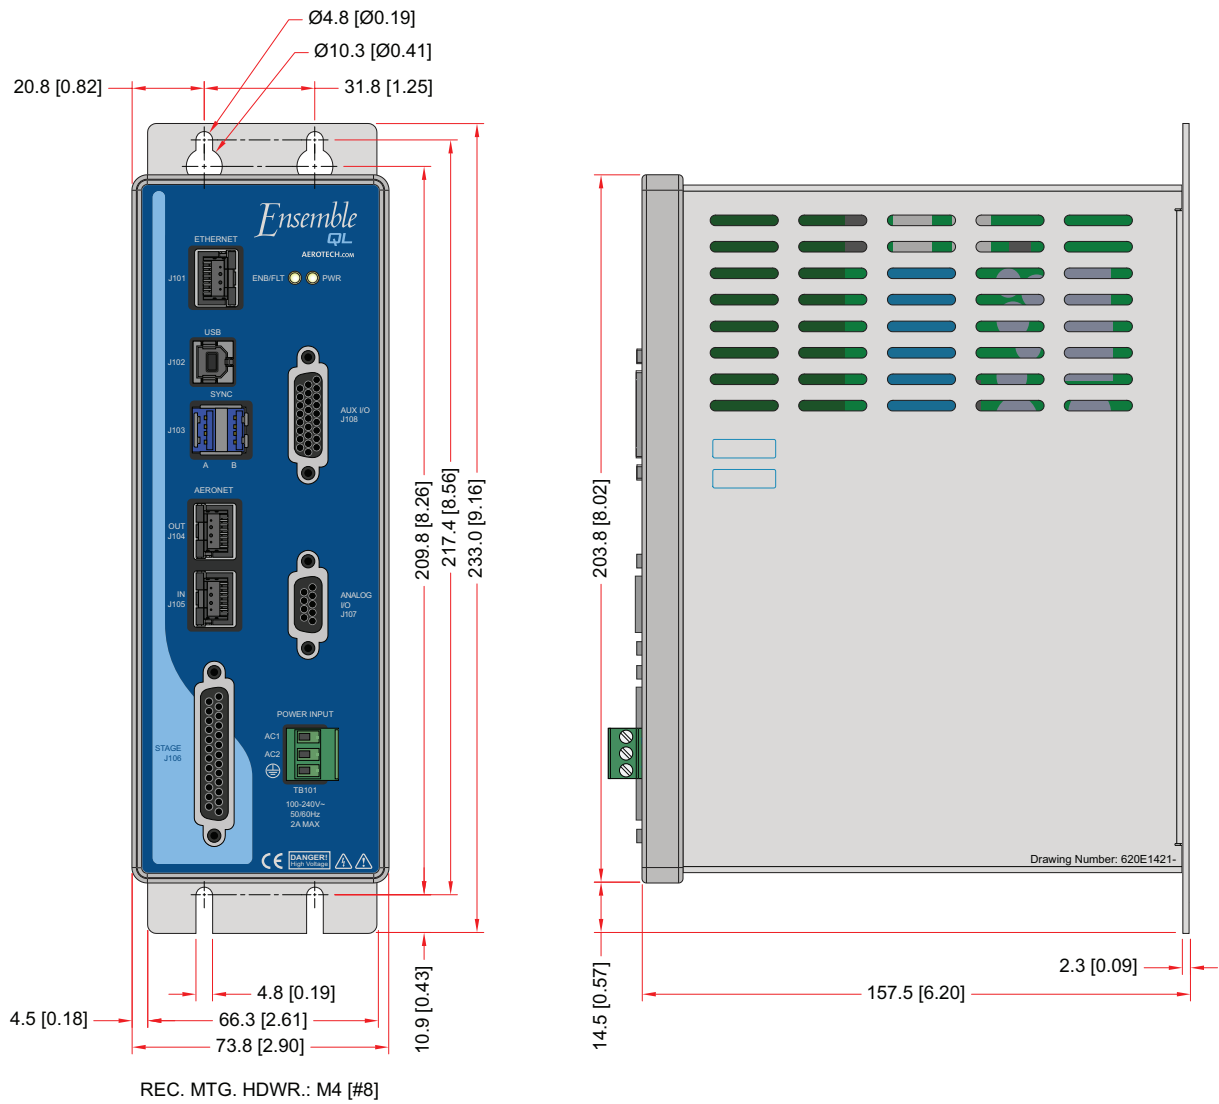 Ø4.8 [Ø0.19]
Ø10.3 [Ø0.41]
20.8 [0.82]
31.8 [1.25]
Ensemble
QL
AEROTECH.COM
ETHERNET
J101
ENB/FLT
PWR
USB
J102
SYNC
J103
A B
AUX I/O
J108
AERONET
OUT
J104
IN
J105
ANALOG
I/O
J107
STAGE
J106
POWER INPUT
AC1
AC2
TB101
100-240V~
50/60Hz
2A MAX
CE
DANGER!
High Voltage
209.8 [8.26]
217.4 [8.56]
233.0 [9.16]
203.8 [8.02]
Drawing Number: 620E1421-
4.8 [0.19]
4.5 [0.18]
66.3 [2.61]
73.8 [2.90]
10.9 [0.43]
14.5 [0.57]
2.3 [0.09]
157.5 [6.20]
REC. MTG. HDWR.: M4 [#8]